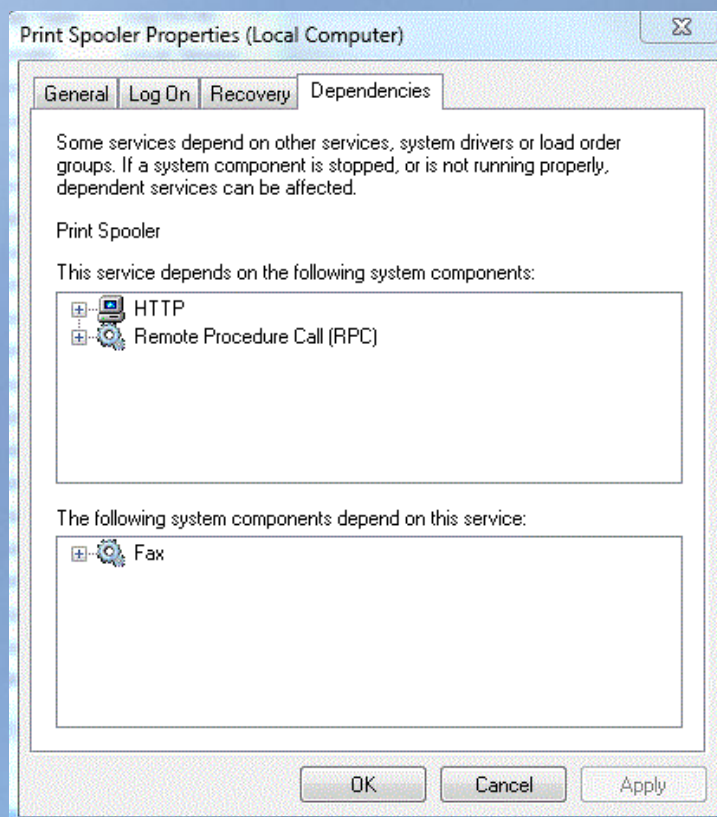 Print Spooler Properties (Local Computer)
General Log On Recovery Dependencies
Some services depend on other services, system drivers or load order
groups. If a system component is stopped, or is not running properly,
dependent services can be affected.
Print Spooler
This service depends on the following system components:
HTTP
Remote Procedure Call (RPC)
The following system components depend on this service:
Fax
OK Cancel Apply